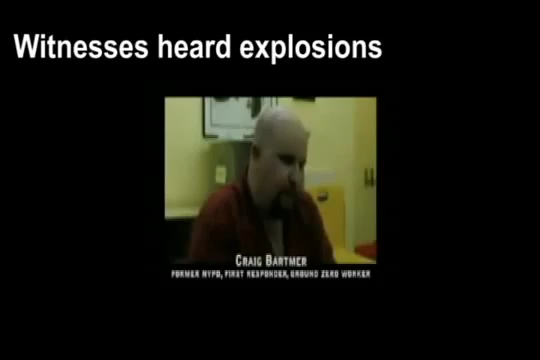 Witnesses heard explosions
CRAIG BARTMER
FORMER NYPD, FIRST RESPONDER, GROUND ZERO WORKER